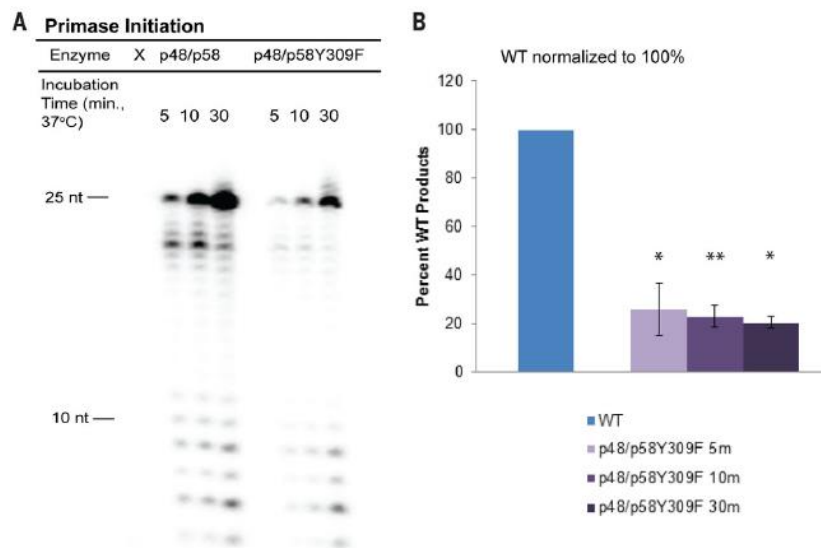 A Primase Initiation
Enzyme X p48/p58 p48/p58Y309F
Incubation
Time (min.,
37°C)
5 10 30 5 10 30
25 nt
10 nt
B
WT normalized to 100%
Percent WT Products
120
100
80
60
40
20
0
* ** *
WT
p48/p58Y309F 5m
p48/p58Y309F 10m
p48/p58Y309F 30m